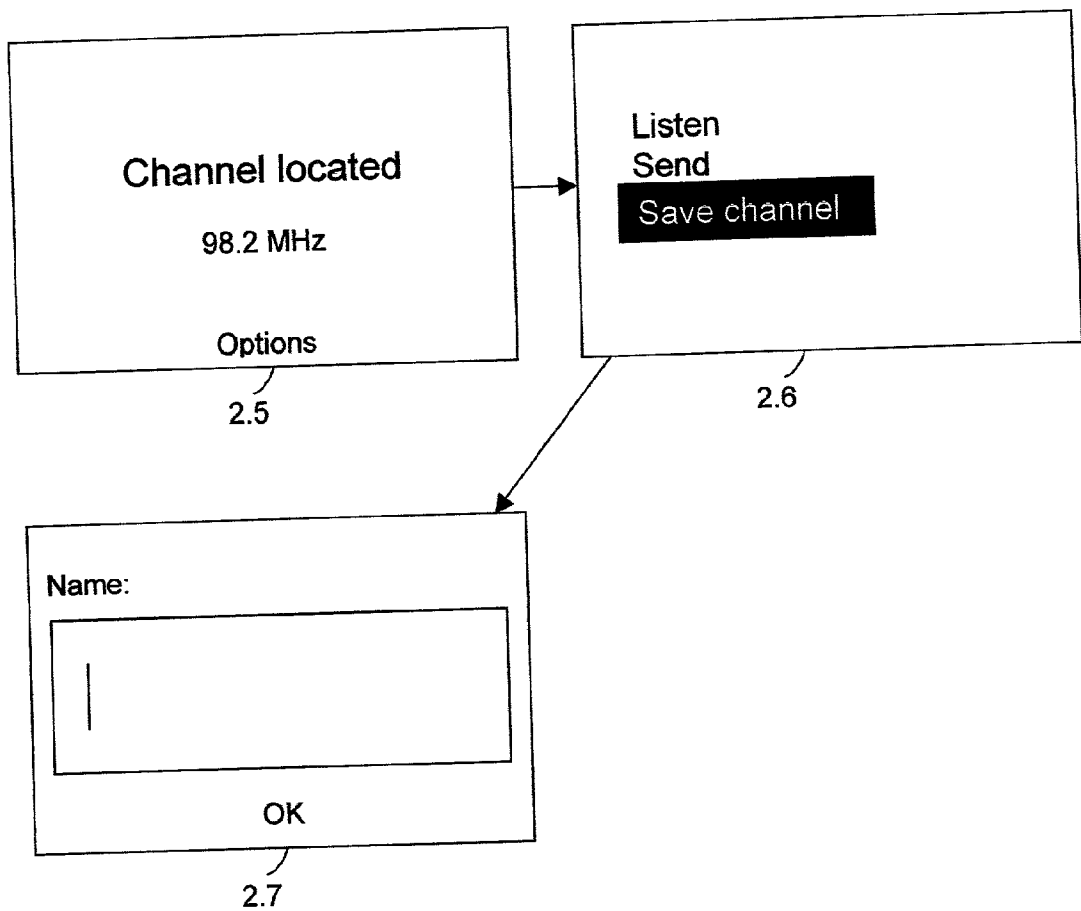 Channel located
98.2 MHz
Options
2.5
Listen
Send
Save channel
2.6
Name:
OK
2.7